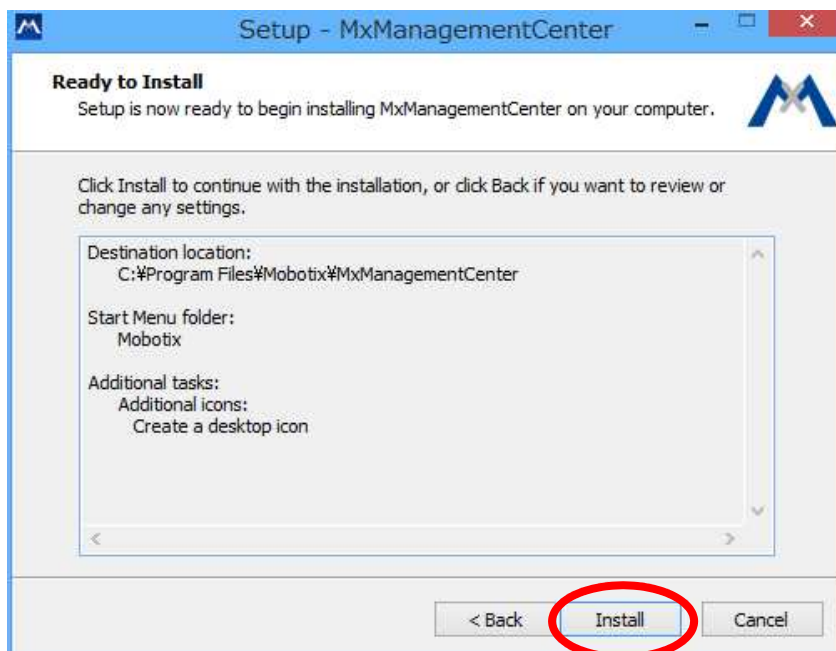 Setup - MxManagementCenter
Ready to Install
Setup is now ready to begin installing MxManagementCenter on your computer.
Click Install to continue with the installation, or click Back if you want to review or
change any settings.
Destination location:
C:¥Program Files¥Mobotix¥MxManagementCenter
Start Menu folder:
Mobotix
Additional tasks:
Additional icons:
Create a desktop icon
< Back Install Cancel